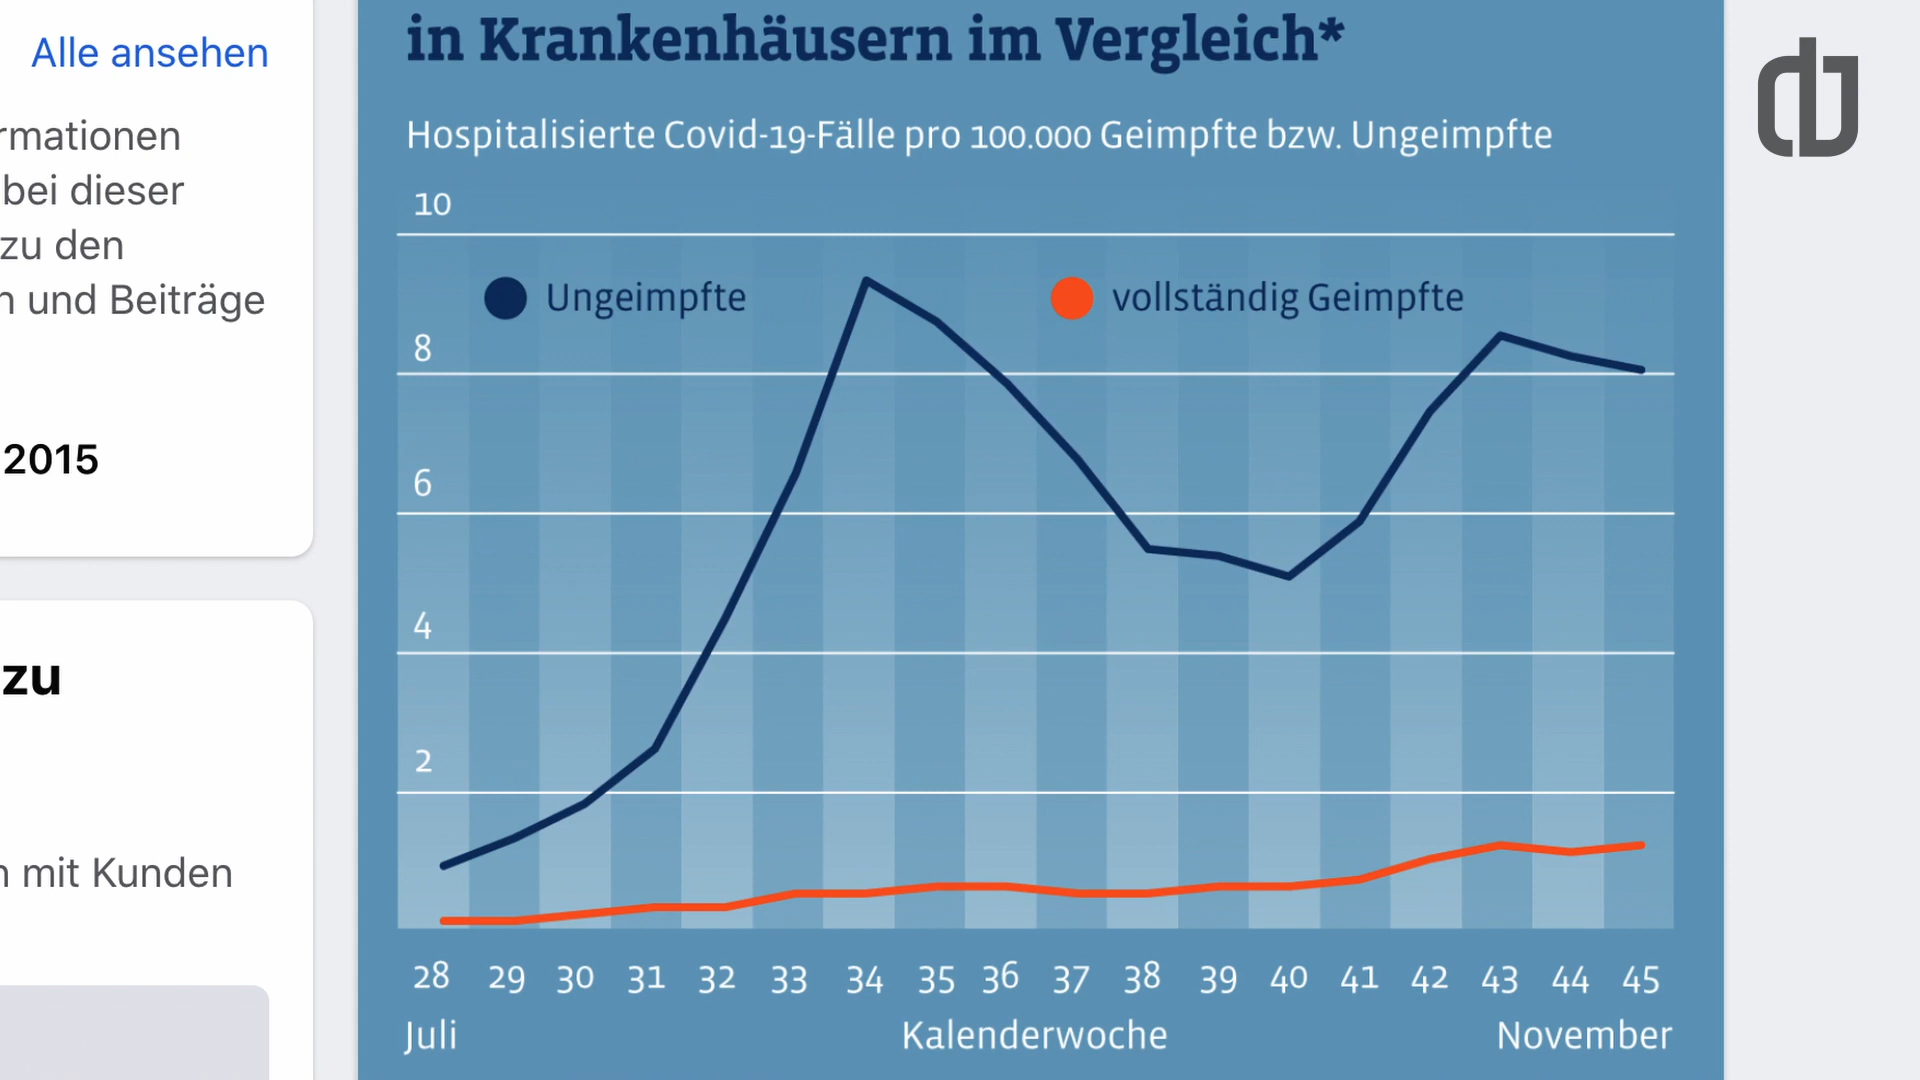 Alle ansehen
rmationen
bei dieser
zu den
n und Beiträge
2015
zu
n mit Kunden
in Krankenhäusern im Vergleich*
Hospitalisierte Covid-19-Fälle pro 100.000 Geimpfte bzw. Ungeimpfte
10
Ungeimpfte
vollständig Geimpfte
8
6
4
2
28 29 30 31 32 33 34 35 36 37 38 39 40 41 42 43 44 45
Juli Kalenderwoche November